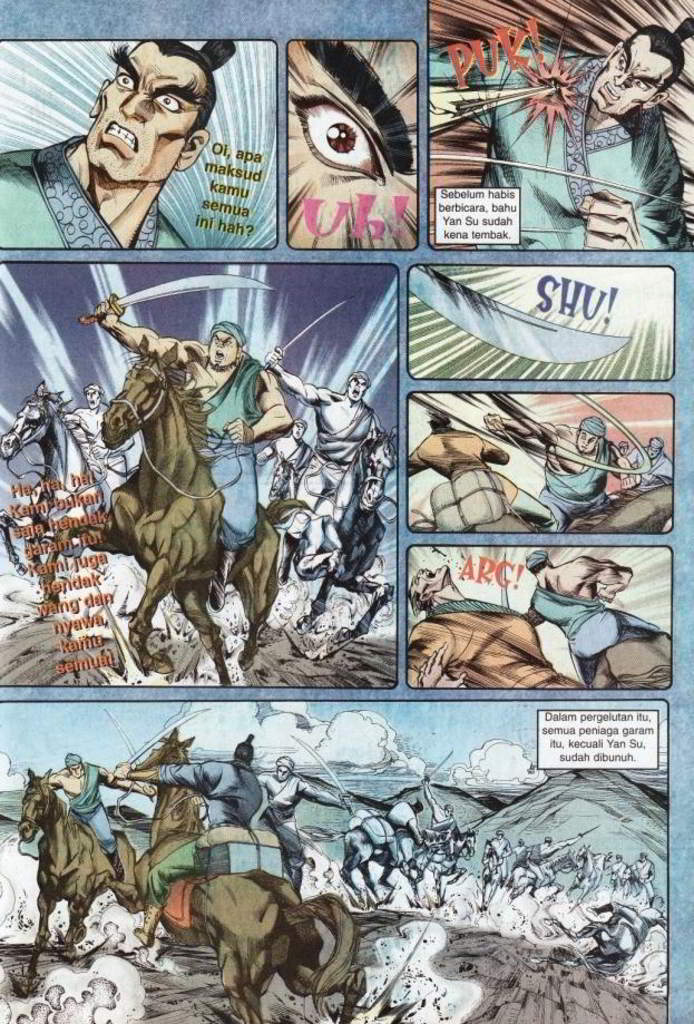 Oi, apa
maksud
kamu
semua
ini hah?
Uh!
PUK!
Sebelum habis
berbicara, bahu
Yan Su sudah
kena tembak.
Ha, ha, ha!
Kami bukan
saja hendak
garam itu.
Kami juga
hendak
wang dan
nyawa
kamu
semua!
SHU!
ARG!
Dalam pergelutan itu,
semua peniaga garam
itu, kecuali Yan Su,
sudah dibunuh.